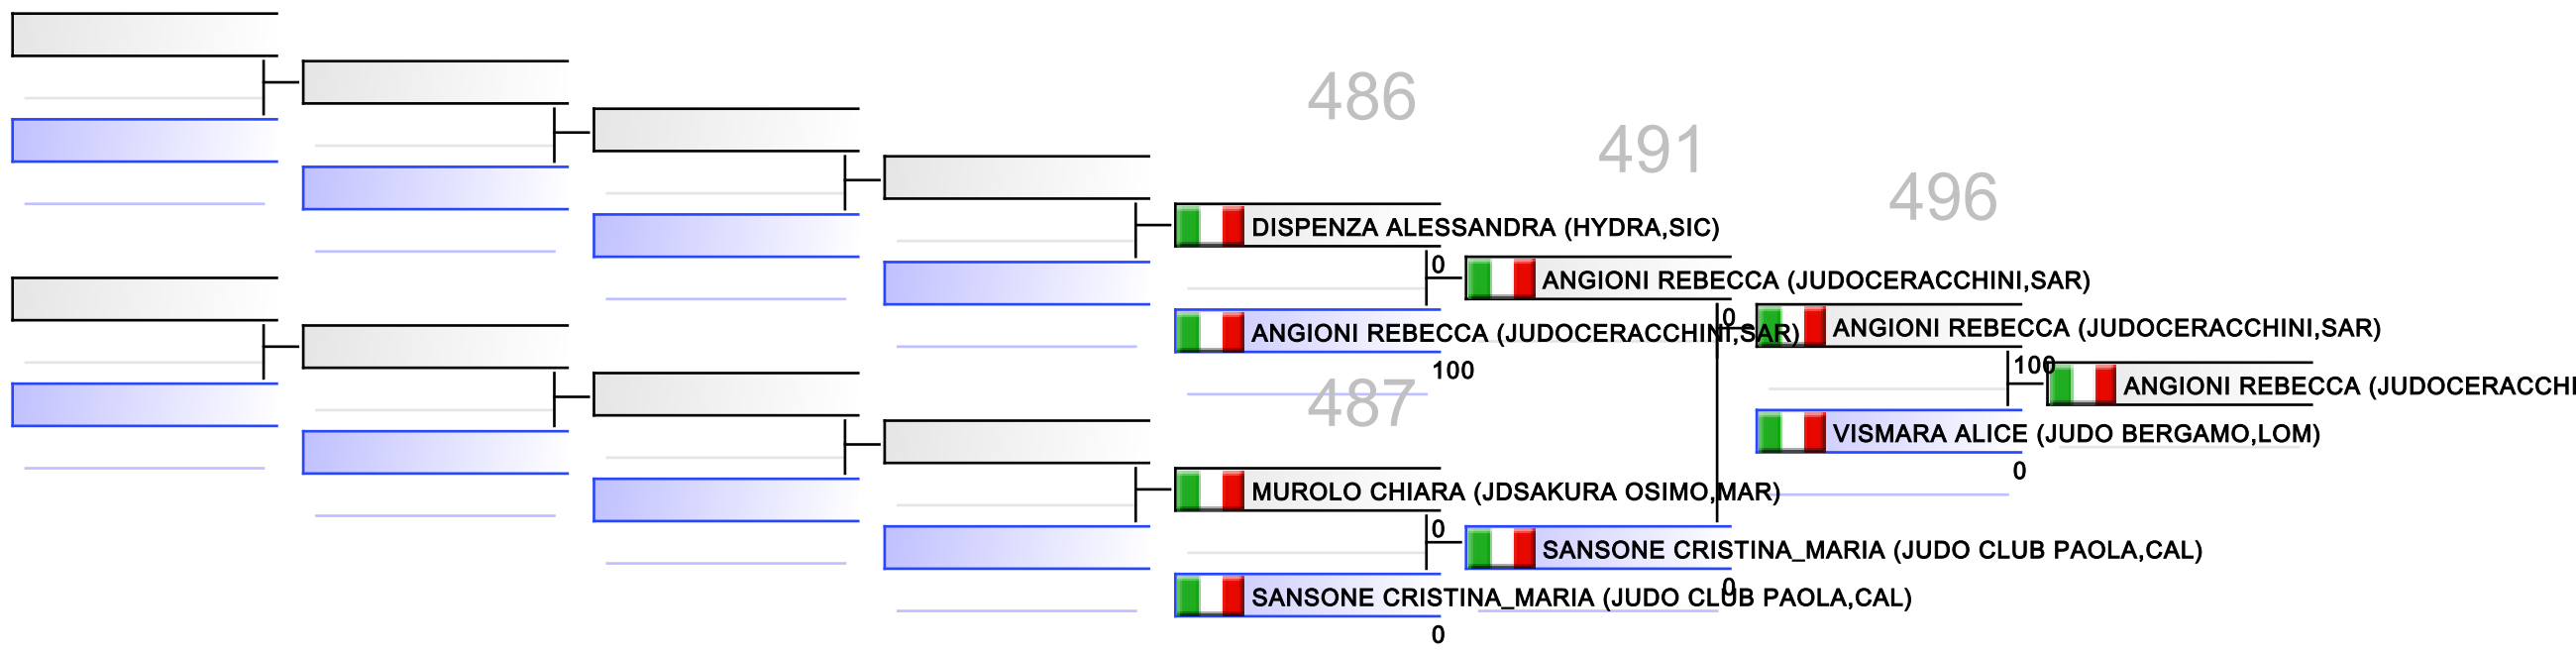 486
491
496
DISPENZA ALESSANDRA (HYDRA,SIC)
0
ANGIONI REBECCA (JUDOCERACCHINI,SAR)
0
ANGIONI REBECCA (JUDOCERACCHINI,SAR)
ANGIONI REBECCA (JUDOCERACCHINI,SAR)
100
100
ANGIONI REBECCA (JUDOCERACCHI
487
VISMARA ALICE (JUDO BERGAMO,LOM)
0
MUROLO CHIARA (JDSAKURA OSIMO,MAR)
0
SANSONE CRISTINA_MARIA (JUDO CLUB PAOLA,CAL)
0
SANSONE CRISTINA_MARIA (JUDO CLUB PAOLA,CAL)
0